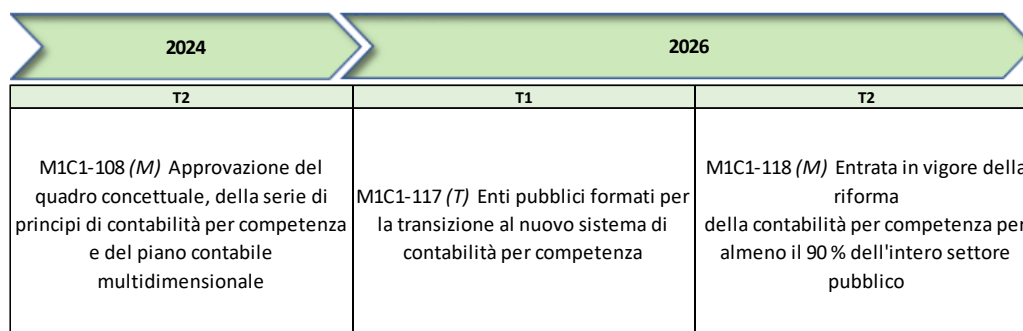 2024
2026
T2
T1
T2
M1C1-108 (M) Approvazione del
quadro concettuale, della serie di
principi di contabilità per competenza
e del piano contabile
multidimensionale
M1C1-117 (T) Enti pubblici formati per
la transizione al nuovo sistema di
contabilità per competenza
M1C1-118 (M) Entrata in vigore della
riforma
della contabilità per competenza per
almeno il 90 % dell'intero settore
pubblico